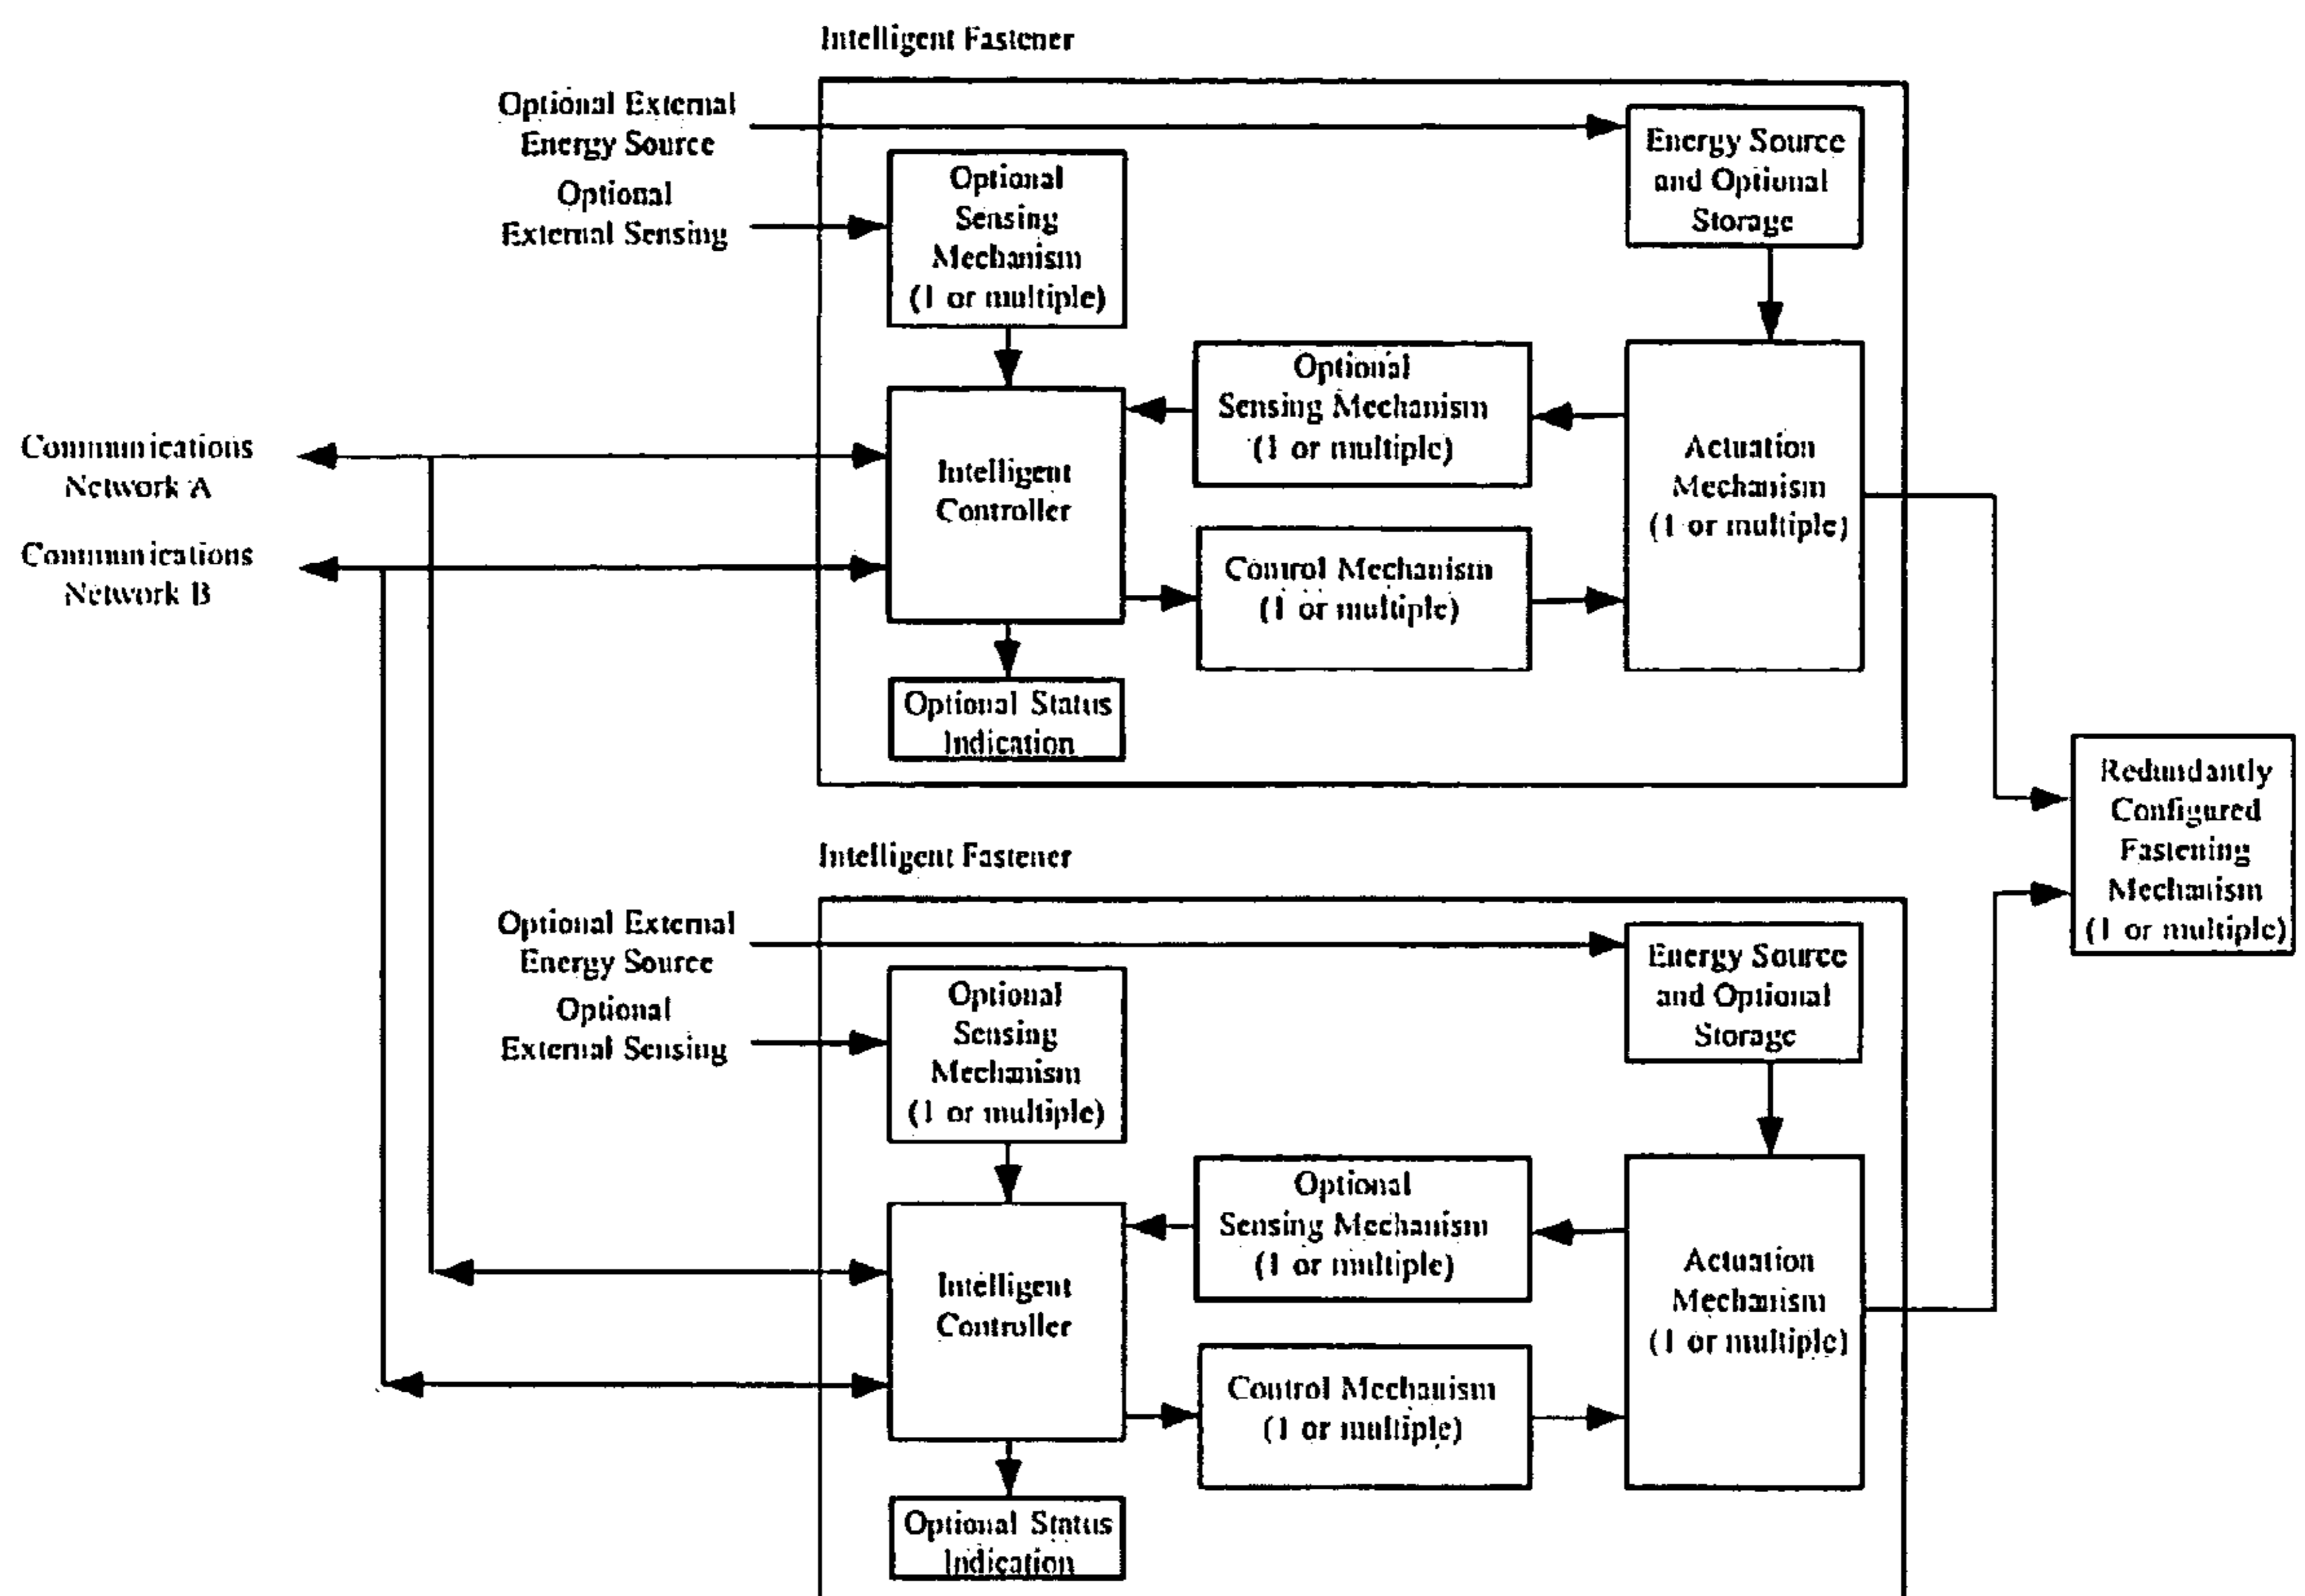 Intelligent Fastener
Optional External
Energy Source
Optional
External Sensing
Optional
Sensing
Mechanism
(1 or multiple)
Energy Source
and Optional
Storage
Optional
Sensing Mechanism
(1 or multiple)
Actuation
Mechanism
(1 or multiple)
Communications
Network A
Intelligent
Controller
Communications
Network B
Control Mechanism
(1 or multiple)
Optional Status
Indication
Redundantly
Configured
Fastening
Mechanism
(1 or multiple)
Intelligent Fastener
Optional External
Energy Source
Optional
External Sensing
Optional
Sensing
Mechanism
(1 or multiple)
Energy Source
and Optional
Storage
Optional
Sensing Mechanism
(1 or multiple)
Actuation
Mechanism
(1 or multiple)
Intelligent
Controller
Control Mechanism
(1 or multiple)
Optional Status
Indication